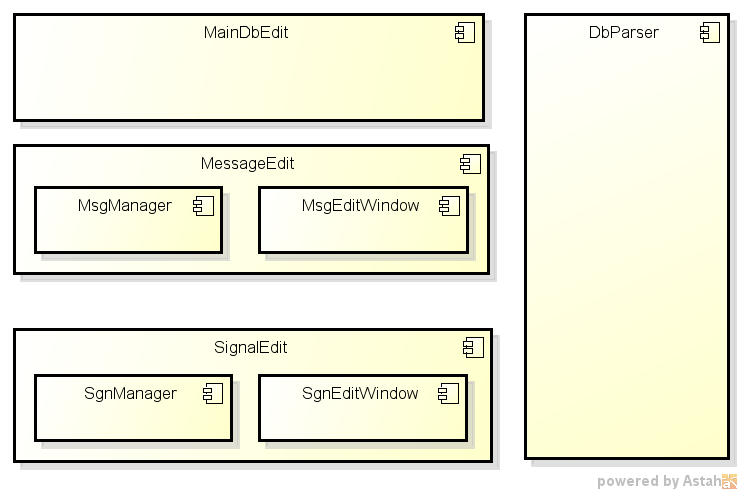 MainDbEdit
DbParser
MessageEdit
MsgManager
MsgEditWindow
SignalEdit
SgnManager
SgnEditWindow
powered by Astah